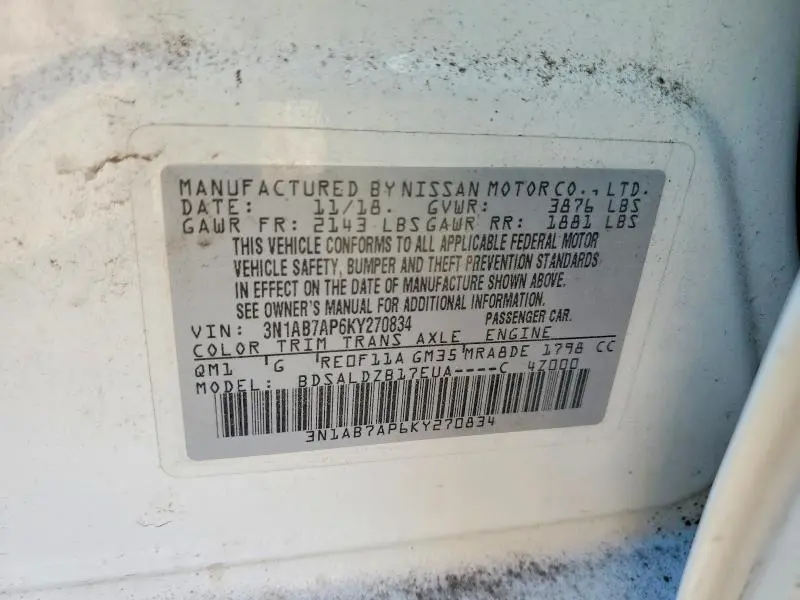 MANUFACTURED BY NISSAN MOTOR CO., LTD.
DATE: 11/18. GVWR: 3876 LBS
GAWR FR: 2143 LBS GAWR RR: 1881 LBS
THIS VEHICLE CONFORMS TO ALL APPLICABLE FEDERAL MOTOR
VEHICLE SAFETY, BUMPER AND THEFT PREVENTION STANDARDS
IN EFFECT ON THE DATE OF MANUFACTURE SHOWN ABOVE.
SEE OWNER'S MANUAL FOR ADDITIONAL INFORMATION.
VIN: 3N1AB7AP6KY270834 PASSENGER CAR.
COLOR TRIM TRANS AXLE ENGINE
QM1 G RE0F11A GM35 MRA8DE 1798 CC
MODEL: BDSALDZB17EUA----C 47000
3N1AB7AP6KY270834